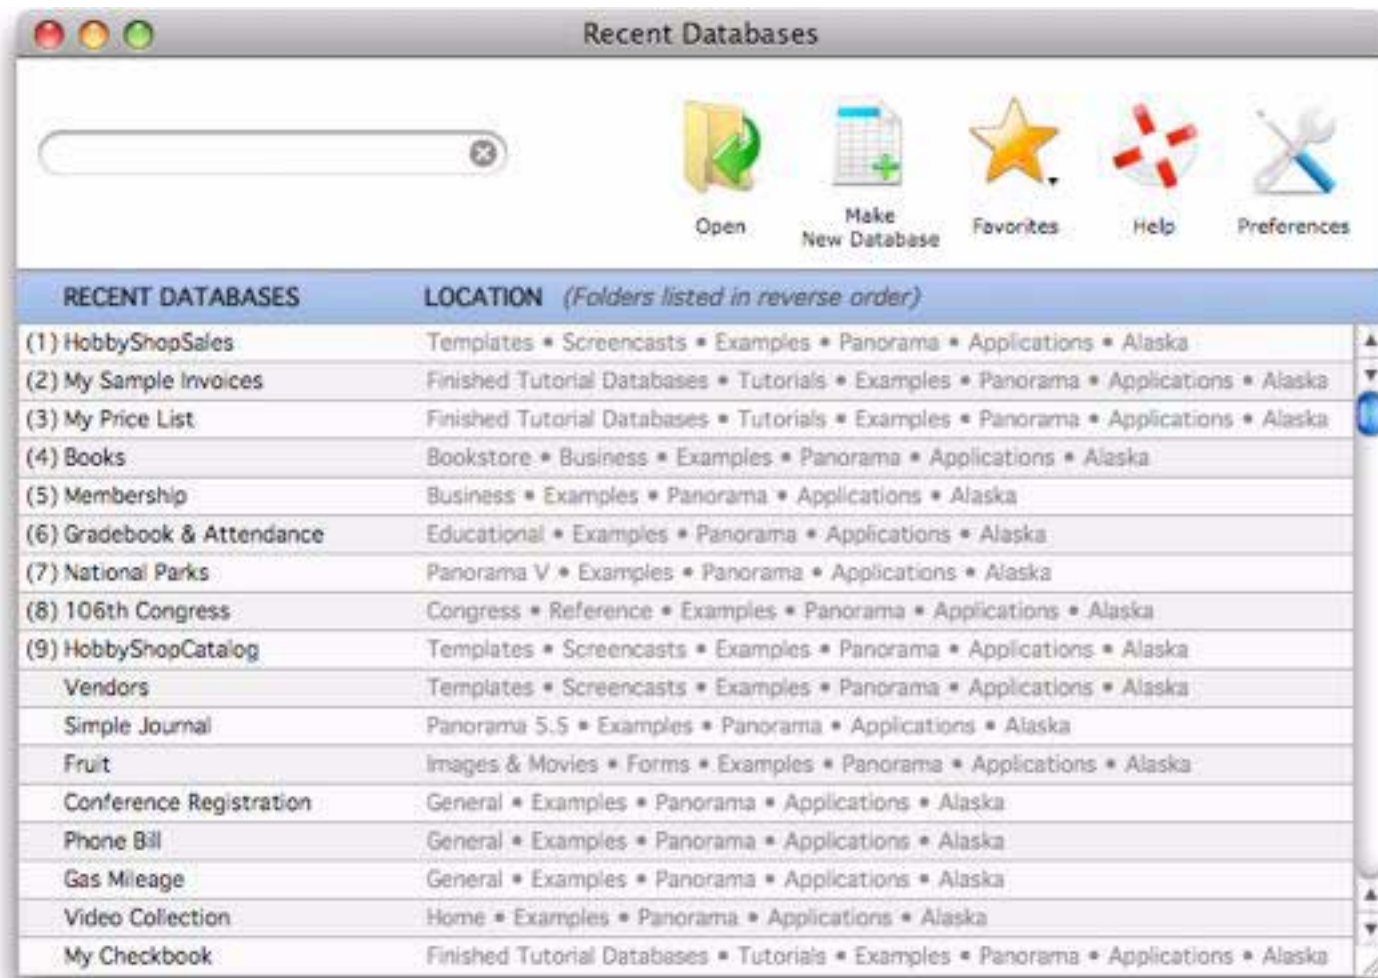 Recent Databases
Open
Make
New Database
Favorites
Help
Preferences
RECENT DATABASES LOCATION (Folders listed in reverse order)
(1) HobbyShopSales Templates • Screencasts • Examples • Panorama • Applications • Alaska
(2) My Sample Invoices Finished Tutorial Databases • Tutorials • Examples • Panorama • Applications • Alaska
(3) My Price List Finished Tutorial Databases • Tutorials • Examples • Panorama • Applications • Alaska
(4) Books Bookstore • Business • Examples • Panorama • Applications • Alaska
(5) Membership Business • Examples • Panorama • Applications • Alaska
(6) Gradebook & Attendance Educational • Examples • Panorama • Applications • Alaska
(7) National Parks Panorama V • Examples • Panorama • Applications • Alaska
(8) 106th Congress Congress • Reference • Examples • Panorama • Applications • Alaska
(9) HobbyShopCatalog Templates • Screencasts • Examples • Panorama • Applications • Alaska
Vendors Templates • Screencasts • Examples • Panorama • Applications • Alaska
Simple Journal Panorama 5.5 • Examples • Panorama • Applications • Alaska
Fruit Images & Movies • Forms • Examples • Panorama • Applications • Alaska
Conference Registration General • Examples • Panorama • Applications • Alaska
Phone Bill General • Examples • Panorama • Applications • Alaska
Gas Mileage General • Examples • Panorama • Applications • Alaska
Video Collection Home • Examples • Panorama • Applications • Alaska
My Checkbook Finished Tutorial Databases • Tutorials • Examples • Panorama • Applications • Alaska